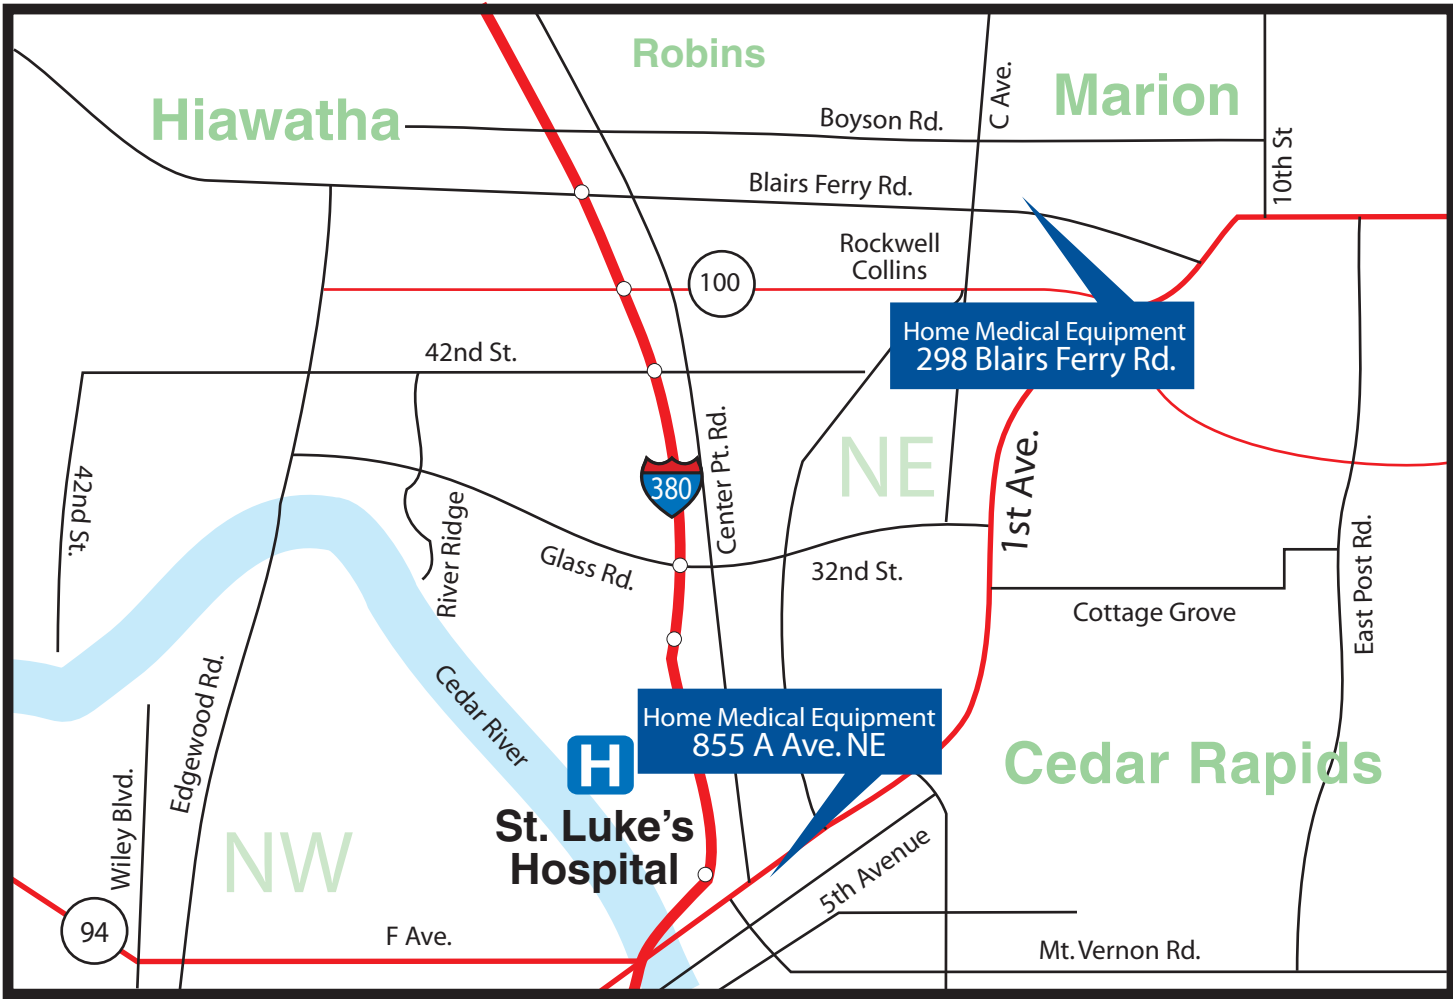 Robins
Hiawatha
Marion
C Ave.
Boyson Rd.
10th St
Blairs Ferry Rd.
Rockwell
Collins
100
Home Medical Equipment
298 Blairs Ferry Rd.
42nd St.
42nd St.
380
Center Pt. Rd.
NE
1st Ave.
River Ridge
Glass Rd.
32nd St.
Cottage Grove
East Post Rd.
Edgewood Rd.
Cedar River
Home Medical Equipment
855 A Ave. NE
H
St. Luke’s
Hospital
Cedar Rapids
Wiley Blvd.
NW
5th Avenue
94
F Ave.
Mt. Vernon Rd.